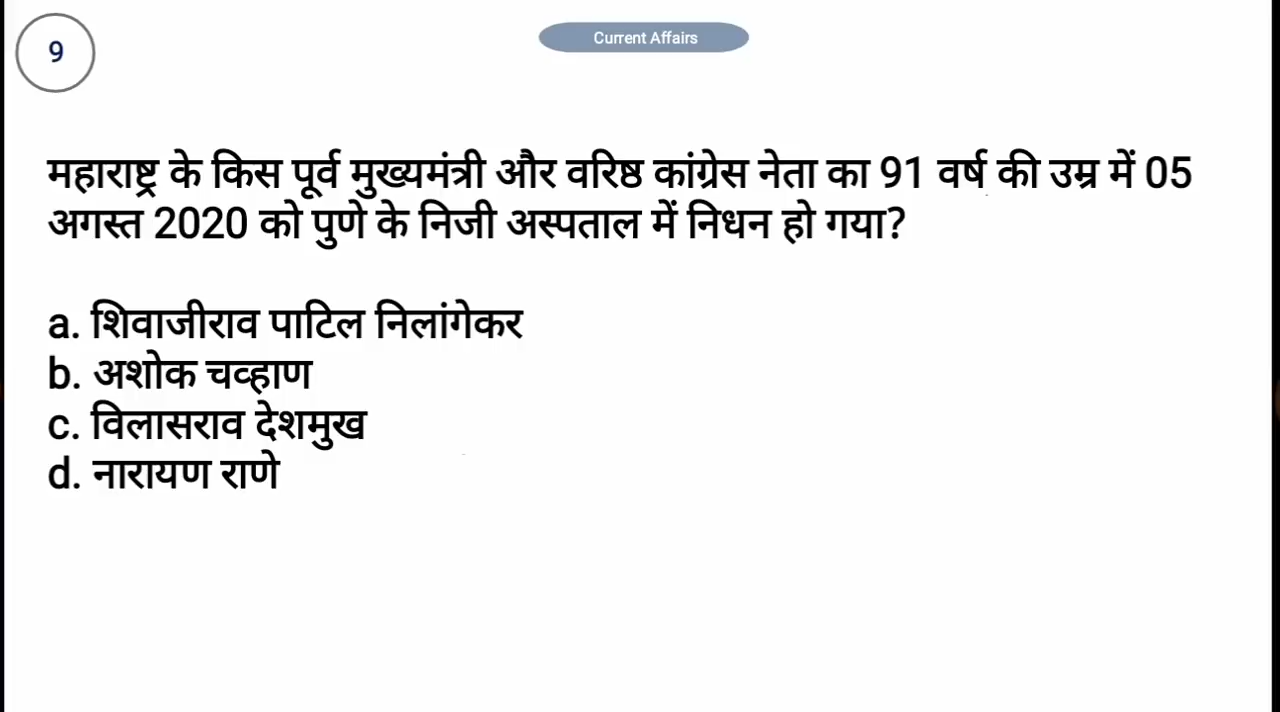 9
Current Affairs
महाराष्ट्र के किस पूर्व मुख्यमंत्री और वरिष्ठ कांग्रेस नेता का 91 वर्ष की उम्र में 05
अगस्त 2020 को पुणे के निजी अस्पताल में निधन हो गया?
a. शिवाजीराव पाटिल निलांगेकर
b. अशोक चव्हाण
c. विलासराव देशमुख
d. नारायण राणे